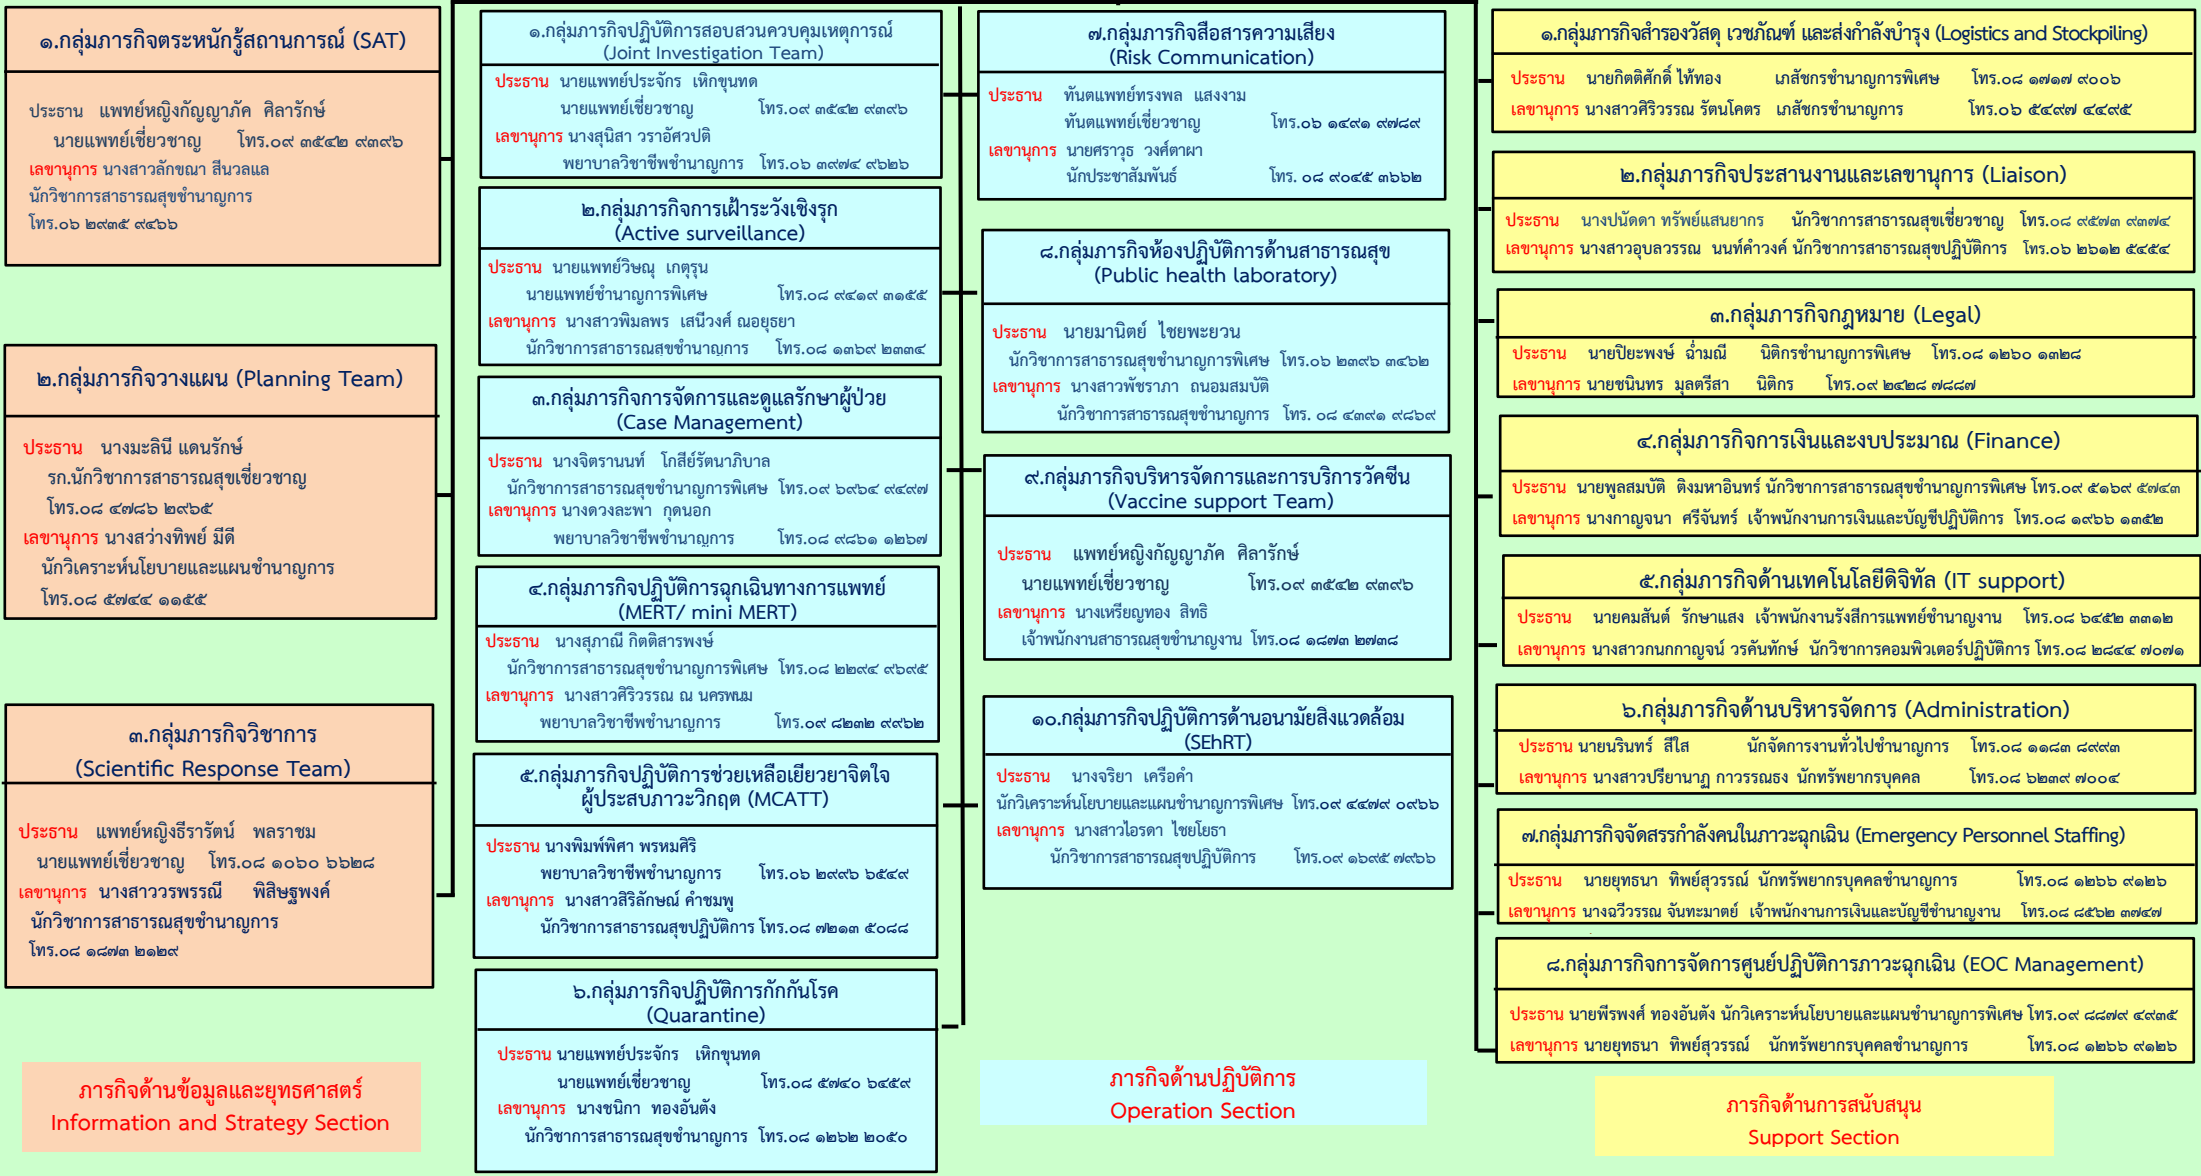 ๑.กลุ่มภารกิจตระหนักรู้สถานการณ์ (SAT)
ประธาน แพทย์หญิงกัญญาภัค ศิลารักษ์
นายแพทย์เชี่ยวชาญ โทร.๐๙ ๓๕๔๒ ๙๓๙๖
เลขานุการ นางสาวลักขณา สีนวลแล
นักวิชาการสาธารณสุขชำนาญการ
โทร.๐๖ ๒๙๓๕ ๙๔๖๖
๒.กลุ่มภารกิจวางแผน (Planning Team)
ประธาน นางมะลินี แดนรักษ์
รก.นักวิชาการสาธารณสุขเชี่ยวชาญ
โทร.๐๘ ๔๗๘๖ ๒๙๖๕
เลขานุการ นางสว่างทิพย์ มีดี
นักวิเคราะห์นโยบายและแผนชำนาญการ
โทร.๐๘ ๕๗๔๔ ๑๑๕๕
๓.กลุ่มภารกิจวิชาการ
(Scientific Response Team)
ประธาน แพทย์หญิงธีรารัตน์ พลราชม
นายแพทย์เชี่ยวชาญ โทร.๐๘ ๑๐๖๐ ๖๖๒๘
เลขานุการ นางสาววรพรรณี พิสิษฐพงค์
นักวิชาการสาธารณสุขชำนาญการ
โทร.๐๘ ๑๘๗๓ ๒๑๒๙
ภารกิจด้านข้อมูลและยุทธศาสตร์
Information and Strategy Section
๑.กลุ่มภารกิจปฏิบัติการสอบสวนควบคุมเหตุการณ์
(Joint Investigation Team)
ประธาน นายแพทย์ประจักร เหิกขุนทด
นายแพทย์เชี่ยวชาญ โทร.๐๙ ๓๕๔๒ ๙๓๙๖
เลขานุการ นางสุนิสา วราอัศวปติ
พยาบาลวิชาชีพชำนาญการ โทร.๐๖ ๓๙๗๔ ๙๖๒๖
๒.กลุ่มภารกิจการเฝ้าระวังเชิงรุก
(Active surveillance)
ประธาน นายแพทย์วิษณุ เกตุรุน
นายแพทย์ชำนาญการพิเศษ โทร.๐๘ ๙๔๑๙ ๓๑๕๕
เลขานุการ นางสาวพิมลพร เสนีวงศ์ ณอยุธยา
นักวิชาการสาธารณสุขชำนาญการ โทร.๐๘ ๑๓๖๙ ๒๓๓๔
๓.กลุ่มภารกิจการจัดการและดูแลรักษาผู้ป่วย
(Case Management)
ประธาน นางจิตรานนท์ โกสีย์รัตนาภิบาล
นักวิชาการสาธารณสุขชำนาญการพิเศษ โทร.๐๙ ๖๙๖๔ ๙๔๙๗
เลขานุการ นางดวงละพา กุดนอก
พยาบาลวิชาชีพชำนาญการ โทร.๐๘ ๙๘๖๑ ๑๒๖๗
๔.กลุ่มภารกิจปฏิบัติการฉุกเฉินทางการแพทย์
(MERT/ mini MERT)
ประธาน นางสุภาณี กิตติสารพงษ์
นักวิชาการสาธารณสุขชำนาญการพิเศษ โทร.๐๘ ๒๒๙๔ ๙๖๙๕
เลขานุการ นางสาวศิริวรรณ ณ นครพนม
พยาบาลวิชาชีพชำนาญการ โทร.๐๙ ๘๒๓๒ ๙๙๖๒
๕.กลุ่มภารกิจปฏิบัติการช่วยเหลือเยียวยาจิตใจ
ผู้ประสบภาวะวิกฤต (MCATT)
ประธาน นางพิมพ์พิศา พรหมศิริ
พยาบาลวิชาชีพชำนาญการ โทร.๐๖ ๒๙๙๖ ๖๕๔๙
เลขานุการ นางสาวสิริลักษณ์ คำชมพู
นักวิชาการสาธารณสุขปฏิบัติการ โทร.๐๘ ๗๒๑๓ ๕๐๘๘
๖.กลุ่มภารกิจปฏิบัติการกักกันโรค
(Quarantine)
ประธาน นายแพทย์ประจักร เหิกขุนทด
นายแพทย์เชี่ยวชาญ โทร.๐๘ ๕๗๔๐ ๖๔๕๙
เลขานุการ นางชนิกา ทองอันตัง
นักวิชาการสาธารณสุขชำนาญการ โทร.๐๘ ๑๒๖๒ ๒๐๕๐
๗.กลุ่มภารกิจสื่อสารความเสี่ยง
(Risk Communication)
ประธาน ทันตแพทย์ทรงพล แสงงาม
ทันตแพทย์เชี่ยวชาญ โทร.๐๖ ๑๔๙๑ ๙๗๘๙
เลขานุการ นายศราวุธ วงศ์ตาผา
นักประชาสัมพันธ์ โทร. ๐๘ ๙๐๔๕ ๓๖๖๒
๘.กลุ่มภารกิจห้องปฏิบัติการด้านสาธารณสุข
(Public health laboratory)
ประธาน นายมานิตย์ ไชยพะยวน
นักวิชาการสาธารณสุขชำนาญการพิเศษ โทร.๐๖ ๒๓๙๖ ๓๔๖๒
เลขานุการ นางสาวพัชราภา ถนอมสมบัติ
นักวิชาการสาธารณสุขชำนาญการ โทร. ๐๘ ๔๓๙๑ ๙๘๖๙
๙.กลุ่มภารกิจบริหารจัดการและการบริการวัคซีน
(Vaccine support Team)
ประธาน แพทย์หญิงกัญญาภัค ศิลารักษ์
นายแพทย์เชี่ยวชาญ โทร.๐๙ ๓๕๔๒ ๙๓๙๖
เลขานุการ นางเหรียญทอง สิทธิ
เจ้าพนักงานสาธารณสุขชำนาญงาน โทร.๐๘ ๑๘๗๓ ๒๗๓๘
๑๐.กลุ่มภารกิจปฏิบัติการด้านอนามัยสิ่งแวดล้อม
(SEhRT)
ประธาน นางจริยา เครือคำ
นักวิเคราะห์นโยบายและแผนชำนาญการพิเศษ โทร.๐๙ ๔๔๗๙ ๐๙๖๖
เลขานุการ นางสาวไอรดา ไชยโยธา
นักวิชาการสาธารณสุขปฏิบัติการ โทร.๐๙ ๑๖๙๕ ๗๙๖๖
ภารกิจด้านปฏิบัติการ
Operation Section
๑.กลุ่มภารกิจสำรองวัสดุ เวชภัณฑ์ และส่งกำลังบำรุง (Logistics and Stockpiling)
ประธาน นายกิตติศักดิ์ ไท้ทอง เภสัชกรชำนาญการพิเศษ โทร.๐๘ ๑๗๑๗ ๙๐๐๖
เลขานุการ นางสาวศิริวรรณ รัตนโคตร เภสัชกรชำนาญการ โทร.๐๖ ๕๔๙๗ ๔๔๙๕
๒.กลุ่มภารกิจประสานงานและเลขานุการ (Liaison)
ประธาน นางปนัดดา ทรัพย์แสนยากร นักวิชาการสาธารณสุขเชี่ยวชาญ โทร.๐๘ ๙๕๗๓ ๙๓๗๔
เลขานุการ นางสาวอุบลวรรณ นนท์คำวงค์ นักวิชาการสาธารณสุขปฏิบัติการ โทร.๐๖ ๒๖๑๒ ๕๔๕๔
๓.กลุ่มภารกิจกฎหมาย (Legal)
ประธาน นายปิยะพงษ์ ฉ่ำมณี นิติกรชำนาญการพิเศษ โทร.๐๘ ๑๒๖๐ ๑๓๒๘
เลขานุการ นายชนินทร มุลตรีสา นิติกร โทร.๐๙ ๒๔๒๘ ๗๘๘๗
๔.กลุ่มภารกิจการเงินและงบประมาณ (Finance)
ประธาน นายพูลสมบัติ ติงมหาอินทร์ นักวิชาการสาธารณสุขชำนาญการพิเศษ โทร.๐๙ ๕๑๖๙ ๕๗๔๓
เลขานุการ นางกาญจนา ศรีจันทร์ เจ้าพนักงานการเงินและบัญชีปฏิบัติการ โทร.๐๘ ๑๙๖๖ ๑๓๕๒
๕.กลุ่มภารกิจด้านเทคโนโลยีดิจิทัล (IT support)
ประธาน นายคมสันต์ รักษาแสง เจ้าพนักงานรังสีการแพทย์ชำนาญงาน โทร.๐๘ ๖๔๕๒ ๓๓๑๒
เลขานุการ นางสาวกนกกาญจน์ วรคันทักษ์ นักวิชาการคอมพิวเตอร์ปฏิบัติการ โทร.๐๘ ๒๘๔๔ ๗๐๗๑
๖.กลุ่มภารกิจด้านบริหารจัดการ (Administration)
ประธาน นายนรินทร์ สีใส นักจัดการงานทั่วไปชำนาญการ โทร.๐๘ ๑๑๘๓ ๘๙๙๓
เลขานุการ นางสาวปรียานาฏ กาวรรณธง นักทรัพยากรบุคคล โทร.๐๘ ๖๒๓๙ ๗๐๐๔
๗.กลุ่มภารกิจจัดสรรกำลังคนในภาวะฉุกเฉิน (Emergency Personnel Staffing)
ประธาน นายยุทธนา ทิพย์สุวรรณ์ นักทรัพยากรบุคคลชำนาญการ โทร.๐๘ ๑๒๖๖ ๙๑๒๖
เลขานุการ นางฉวีวรรณ จันทะมาตย์ เจ้าพนักงานการเงินและบัญชีชำนาญงาน โทร.๐๘ ๘๕๖๒ ๓๗๔๗
๘.กลุ่มภารกิจการจัดการศูนย์ปฏิบัติการภาวะฉุกเฉิน (EOC Management)
ประธาน นายพีรพงศ์ ทองอันตัง นักวิเคราะห์นโยบายและแผนชำนาญการพิเศษ โทร.๐๙ ๘๘๗๙ ๔๙๓๕
เลขานุการ นายยุทธนา ทิพย์สุวรรณ์ นักทรัพยากรบุคคลชำนาญการ โทร.๐๘ ๑๒๖๖ ๙๑๒๖
ภารกิจด้านการสนับสนุน
Support Section